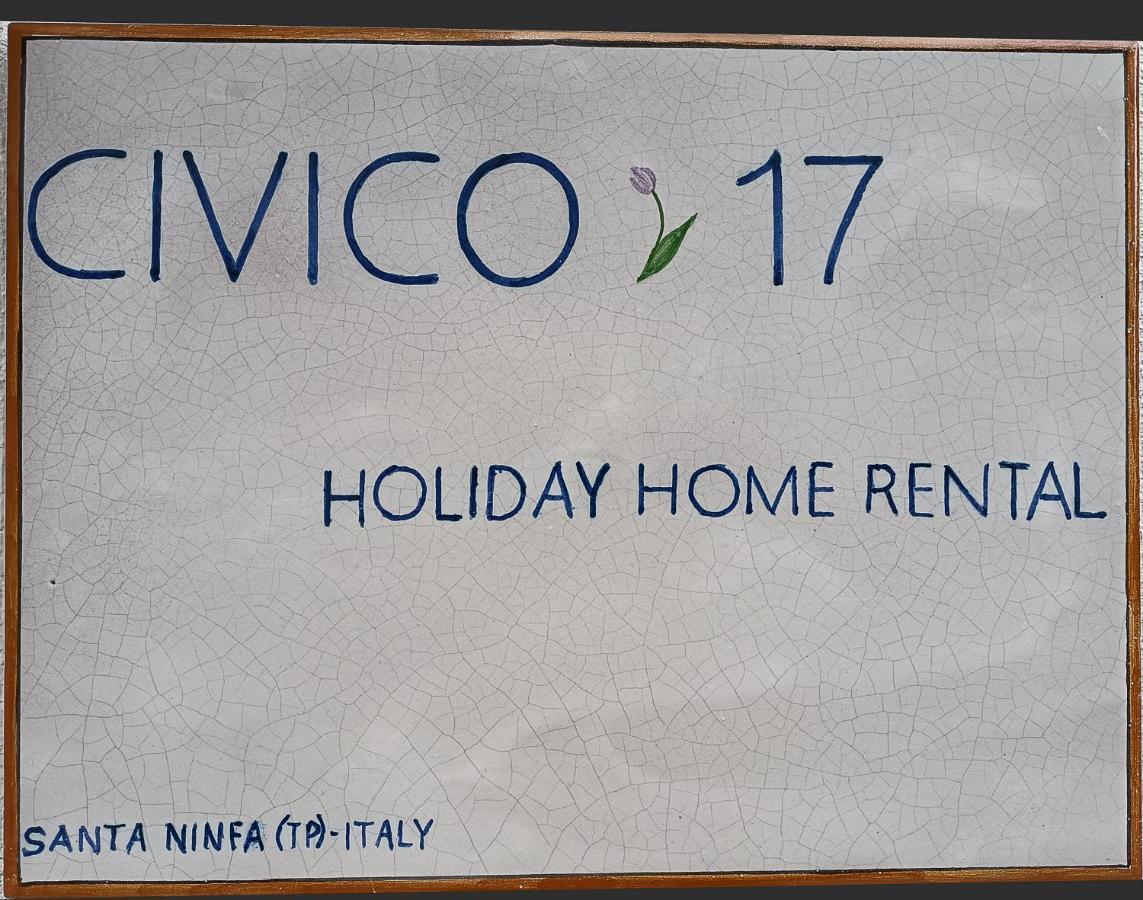 CIVICO 17
HOLIDAY HOME RENTAL
SANTA NINFA (TP)-ITALY